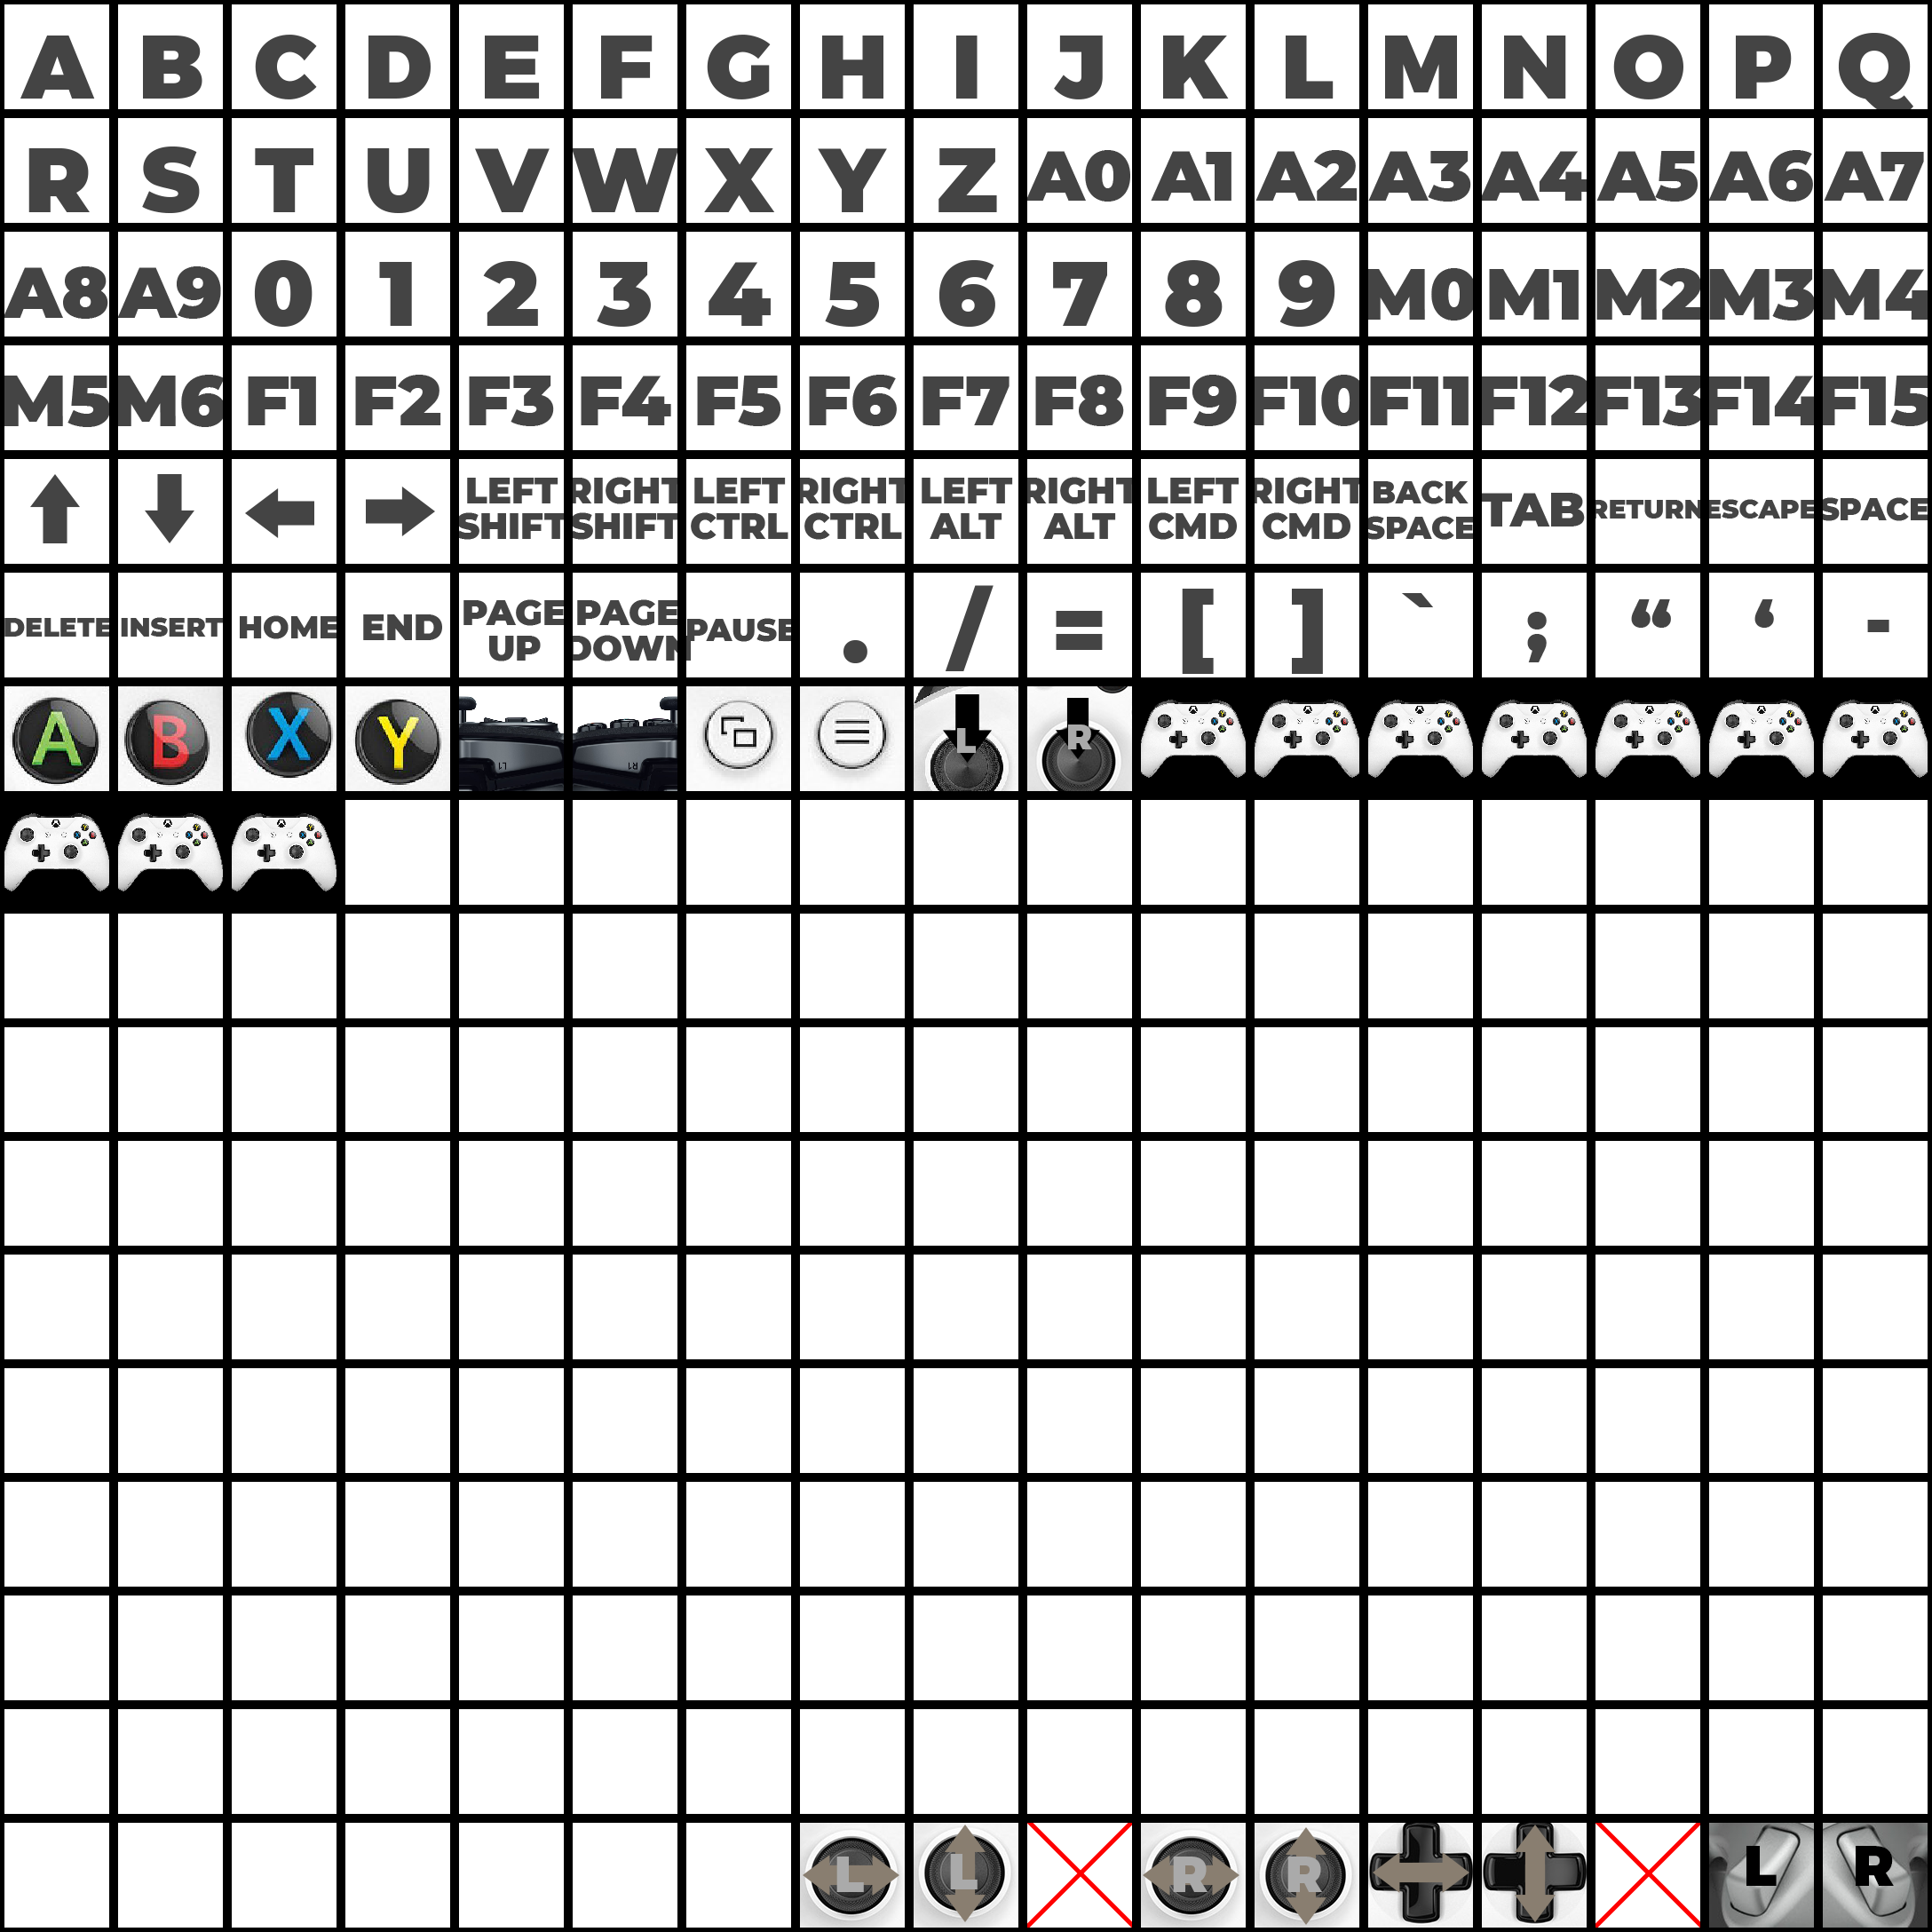 A B C D E F G H I J K L M N O P Q
R S T U V W X Y Z A0 A1 A2 A3 A4 A5 A6 A7
A8 A9 0 1 2 3 4 5 6 7 8 9 M0 M1 M2 M3 M4
M5 M6 F1 F2 F3 F4 F5 F6 F7 F8 F9 F10 F11 F12 F13 F14 F15
LEFT SHIFT RIGHT SHIFT LEFT CTRL RIGHT CTRL LEFT ALT RIGHT ALT LEFT CMD RIGHT CMD BACK SPACE TAB RETURN ESCAPE SPACE
DELETE INSERT HOME END PAGE UP PAGE DOWN PAUSE . / = [ ] ` ; “ ‘ -
A B X Y L1 R1 L R
L L R R L R